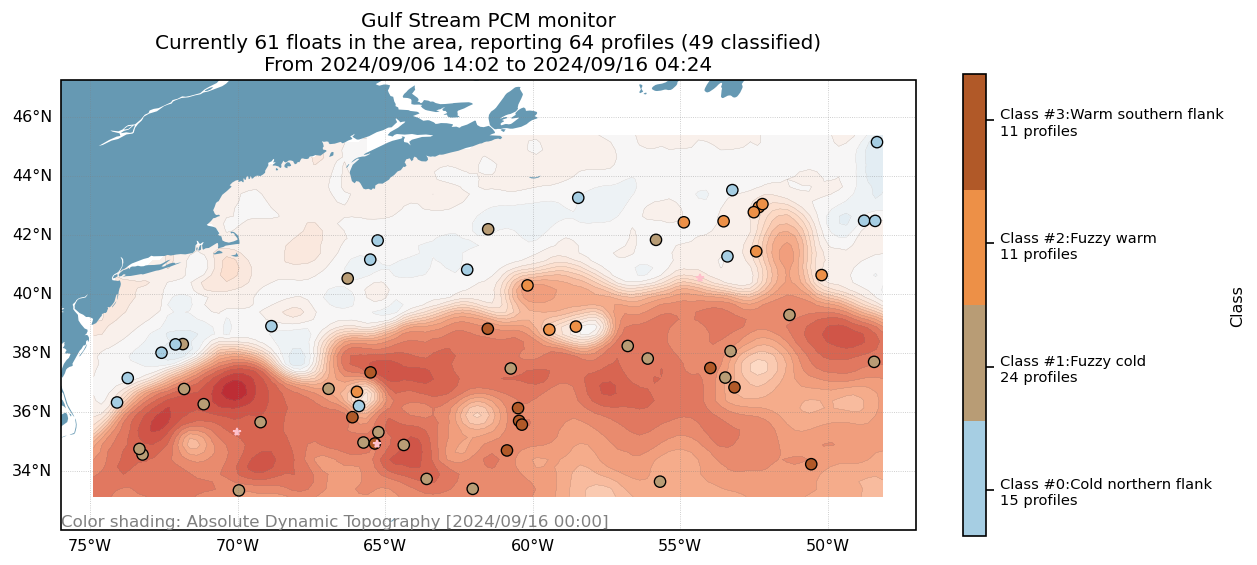 Gulf Stream PCM monitor
Currently 61 floats in the area, reporting 64 profiles (49 classified)
From 2024/09/06 14:02 to 2024/09/16 04:24
46°N
44°N
42°N
40°N
38°N
36°N
34°N
Color shading: Absolute Dynamic Topography [2024/09/16 00:00]
75°W
70°W
65°W
60°W
55°W
50°W
Class #3:Warm southern flank
11 profiles
Class #2:Fuzzy warm
11 profiles
Class #1:Fuzzy cold
24 profiles
Class #0:Cold northern flank
15 profiles
Class